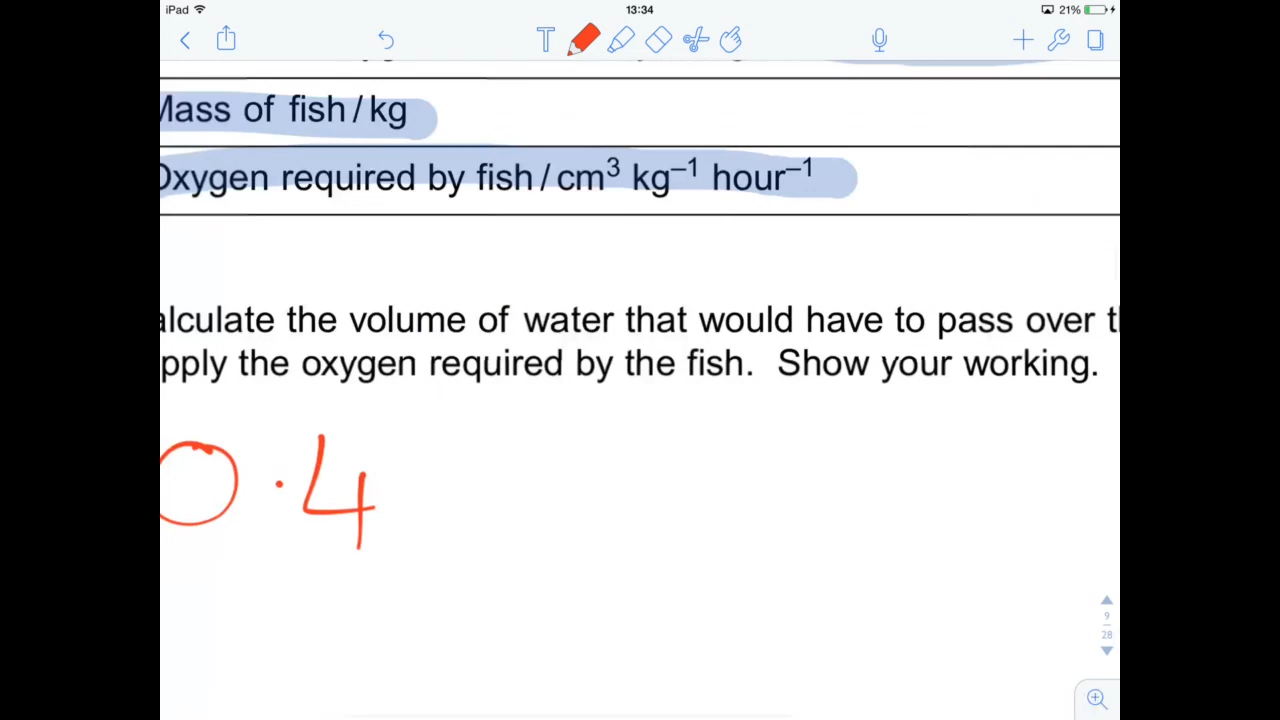 iPad 13:34 21%
T
Mass of fish / kg
Oxygen required by fish / cm³ kg⁻¹ hour⁻¹
alculate the volume of water that would have to pass over t
pply the oxygen required by the fish. Show your working.
0.4
9
28